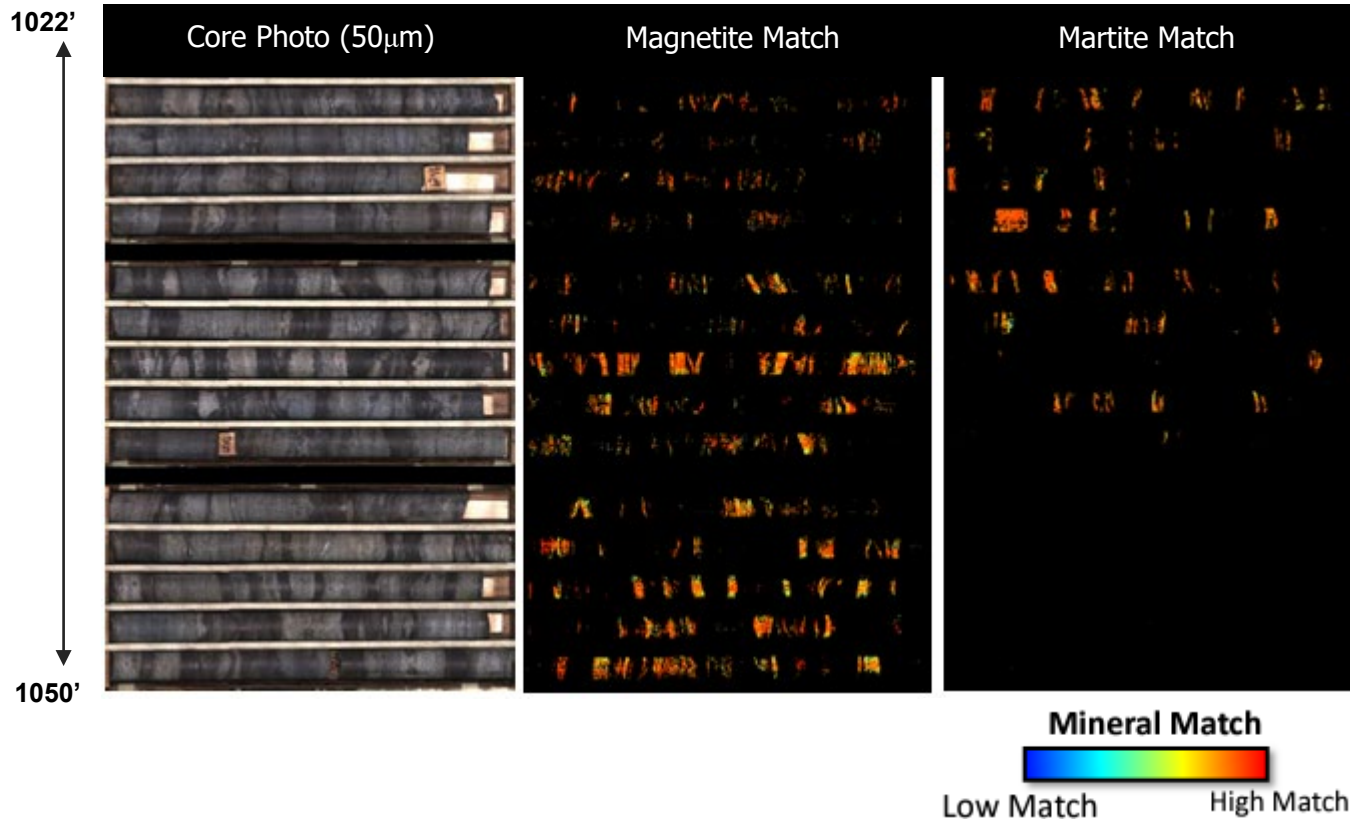 1022’
Core Photo (50μm)
Magnetite Match
Martite Match
1050’
Mineral Match
Low Match
High Match